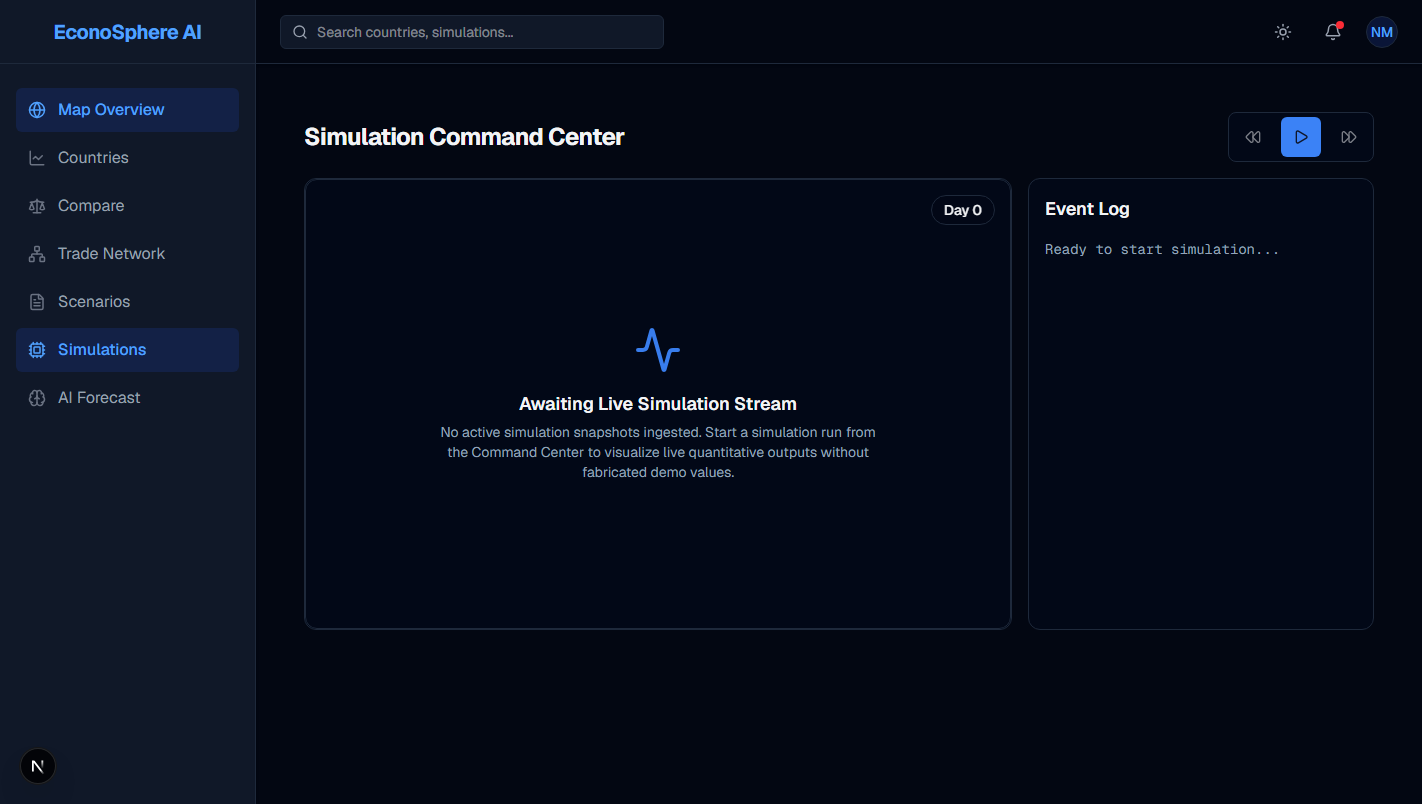 EconoSphere AI
Search countries, simulations...
NM
Map Overview
Countries
Compare
Trade Network
Scenarios
Simulations
AI Forecast
N
Simulation Command Center
Day 0
Awaiting Live Simulation Stream
No active simulation snapshots ingested. Start a simulation run from
the Command Center to visualize live quantitative outputs without
fabricated demo values.
Event Log
Ready to start simulation...